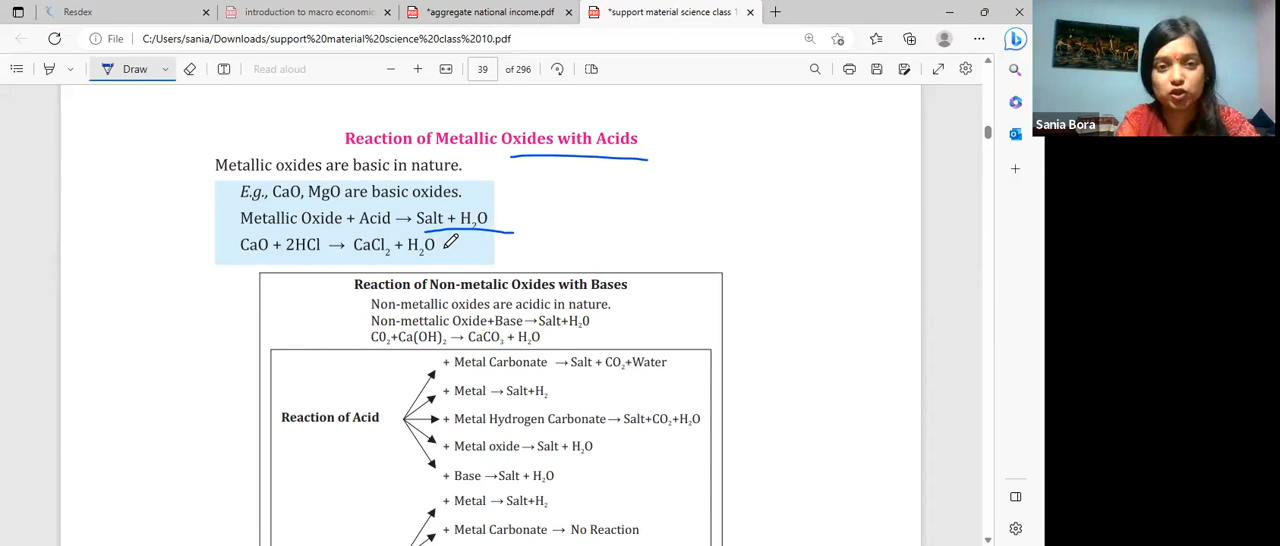 Resdex
introduction to macro economic
*aggregate national income.pdf
*support material science class 1
File
C:/Users/sania/Downloads/support%20material%20science%20class%2010.pdf
Draw
Read aloud
39
of 296
Sania Bora
Reaction of Metallic Oxides with Acids
Metallic oxides are basic in nature.
E.g., CaO, MgO are basic oxides.
Metallic Oxide + Acid → Salt + H₂O
CaO + 2HCl → CaCl₂ + H₂O
Reaction of Non-metalic Oxides with Bases
Non-metallic oxides are acidic in nature.
Non-mettalic Oxide+Base→Salt+H₂0
C0₂+Ca(OH)₂ → CaCO₃ + H₂O
+ Metal Carbonate → Salt + CO₂+Water
+ Metal → Salt+H₂
Reaction of Acid
+ Metal Hydrogen Carbonate → Salt+CO₂+H₂O
+ Metal oxide → Salt + H₂O
+ Base →Salt + H₂O
+ Metal → Salt+H₂
+ Metal Carbonate → No Reaction